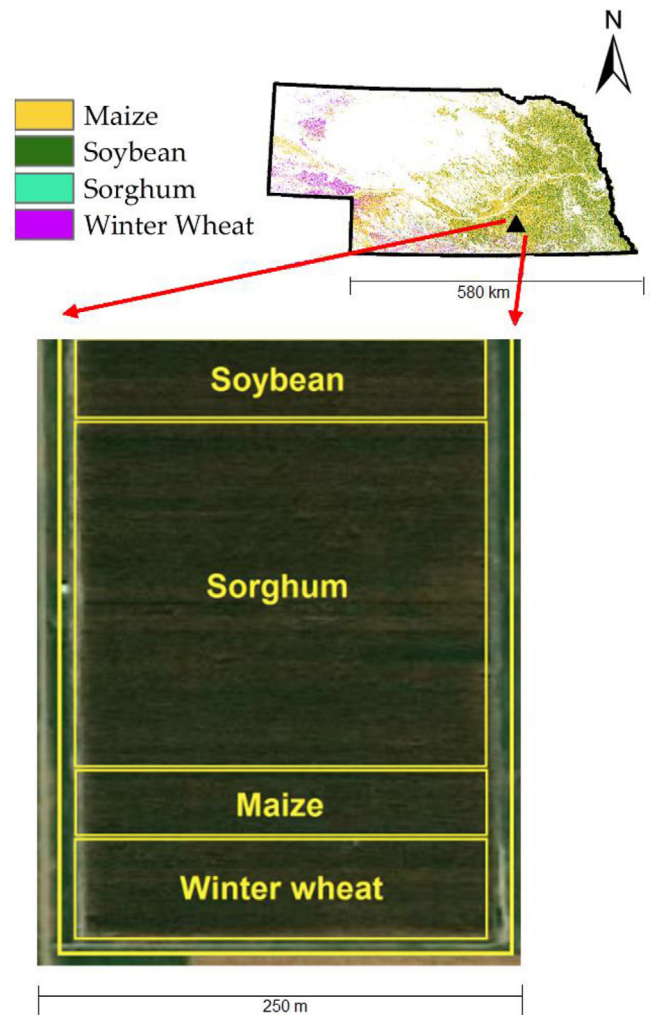 N
Maize
Soybean
Sorghum
Winter Wheat
580 km
Soybean
Sorghum
Maize
Winter wheat
250 m